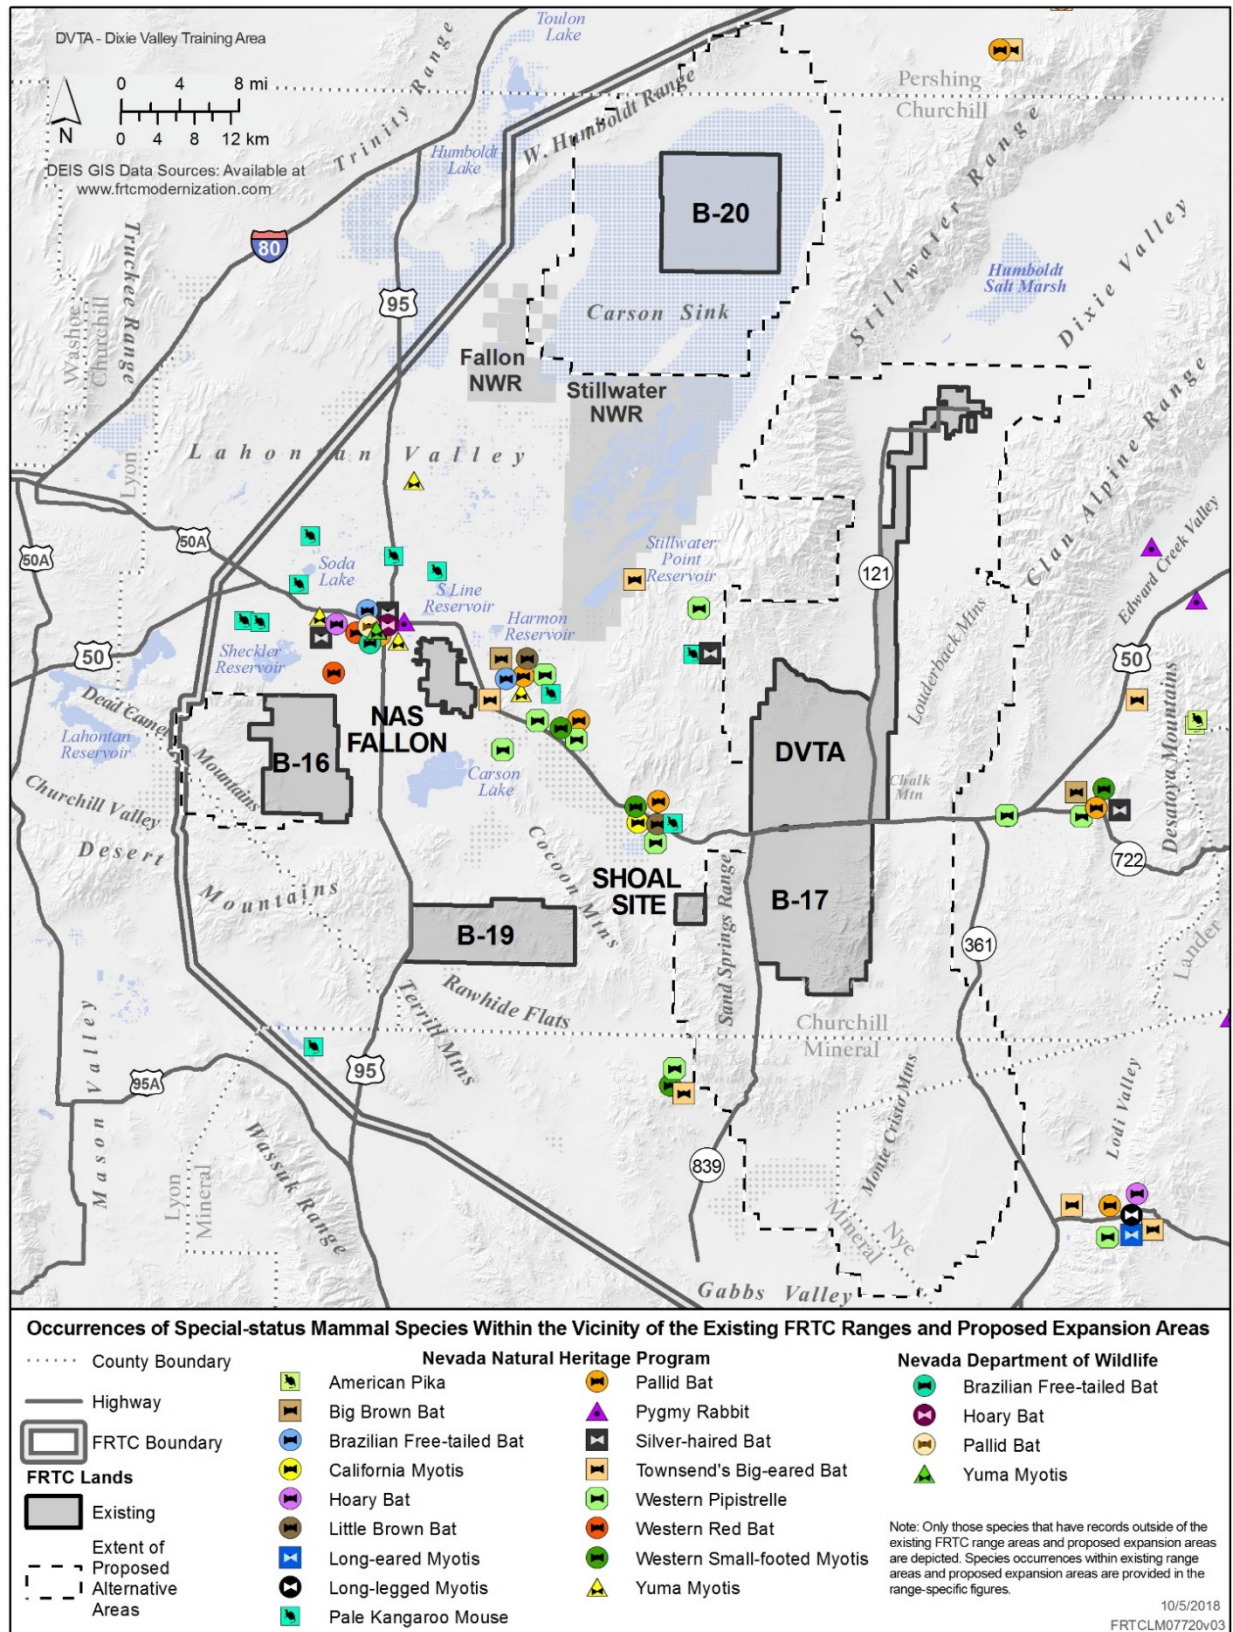 DVTA - Dixie Valley Training Area
0 4 8 mi
0 4 8 12 km
N
DEIS GIS Data Sources: Available at
www.frtcmodernization.com
Toulon
Lake
Trinity Range
W. Humboldt Range
Humboldt
Lake
Pershing
Churchill
80
95
B-20
Carson Sink
Stillwater Range
Humboldt
Salt Marsh
Dixie Valley
Truckee Range
Washoe
Churchill
Fallon
NWR
Stillwater
NWR
Lahontan Valley
Lyon
Clan Alpine Range
Edward Creek Valley
50A
50A
Soda
Lake
S Line
Reservoir
Stillwater
Point
Reservoir
121
Harmon
Reservoir
Sheckler
Reservoir
50
50
Louderback Mtns
Dead Camel
Mountains
Lahontan
Reservoir
NAS
FALLON
B-16
Carson
Lake
DVTA
Chalk
Mtn
Desatoya Mountains
Churchill Valley
Desert
Mountains
Cocoon Mtns
SHOAL
SITE
Sand Springs Range
B-17
722
B-19
361
Lander
Rawhide Flats
Terrill Mtns
Churchill
Mineral
Mason Valley
95A
95
Wassuk Range
Lyon
Mineral
Monte Cristo Mtns
Lodi Valley
839
Mineral
Nye
Gabbs Valley
Occurrences of Special-status Mammal Species Within the Vicinity of the Existing FRTC Ranges and Proposed Expansion Areas
County Boundary
Highway
FRTC Boundary
FRTC Lands
Existing
Extent of
Proposed
Alternative
Areas
Nevada Natural Heritage Program
American Pika
Big Brown Bat
Brazilian Free-tailed Bat
California Myotis
Hoary Bat
Little Brown Bat
Long-eared Myotis
Long-legged Myotis
Pale Kangaroo Mouse
Pallid Bat
Pygmy Rabbit
Silver-haired Bat
Townsend's Big-eared Bat
Western Pipistrelle
Western Red Bat
Western Small-footed Myotis
Yuma Myotis
Nevada Department of Wildlife
Brazilian Free-tailed Bat
Hoary Bat
Pallid Bat
Yuma Myotis
Note: Only those species that have records outside of the
existing FRTC range areas and proposed expansion areas
are depicted. Species occurrences within existing range
areas and proposed expansion areas are provided in the
range-specific figures.
10/5/2018
FRTCLM07720v03